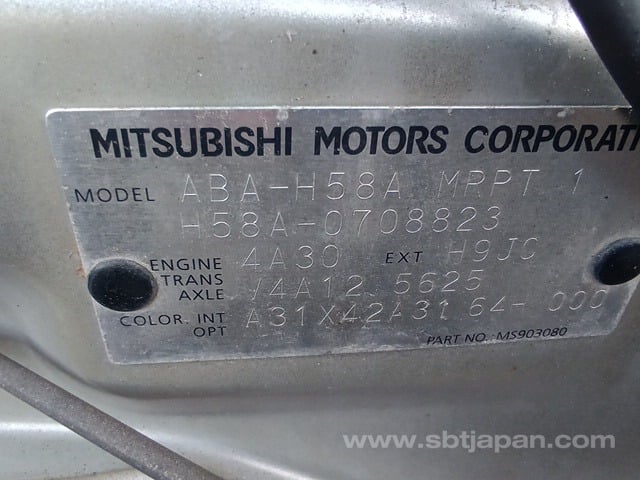 MITSUBISHI MOTORS CORPORATI
MODEL ABA-H58A MRPT 1
H58A-0708823
ENGINE 4A30 EXT H9JC
TRANS AXLE V4A12 5625
COLOR. INT OPT A31X42A31 64- 000
PART NO. MS903080
www.sbtjapan.com